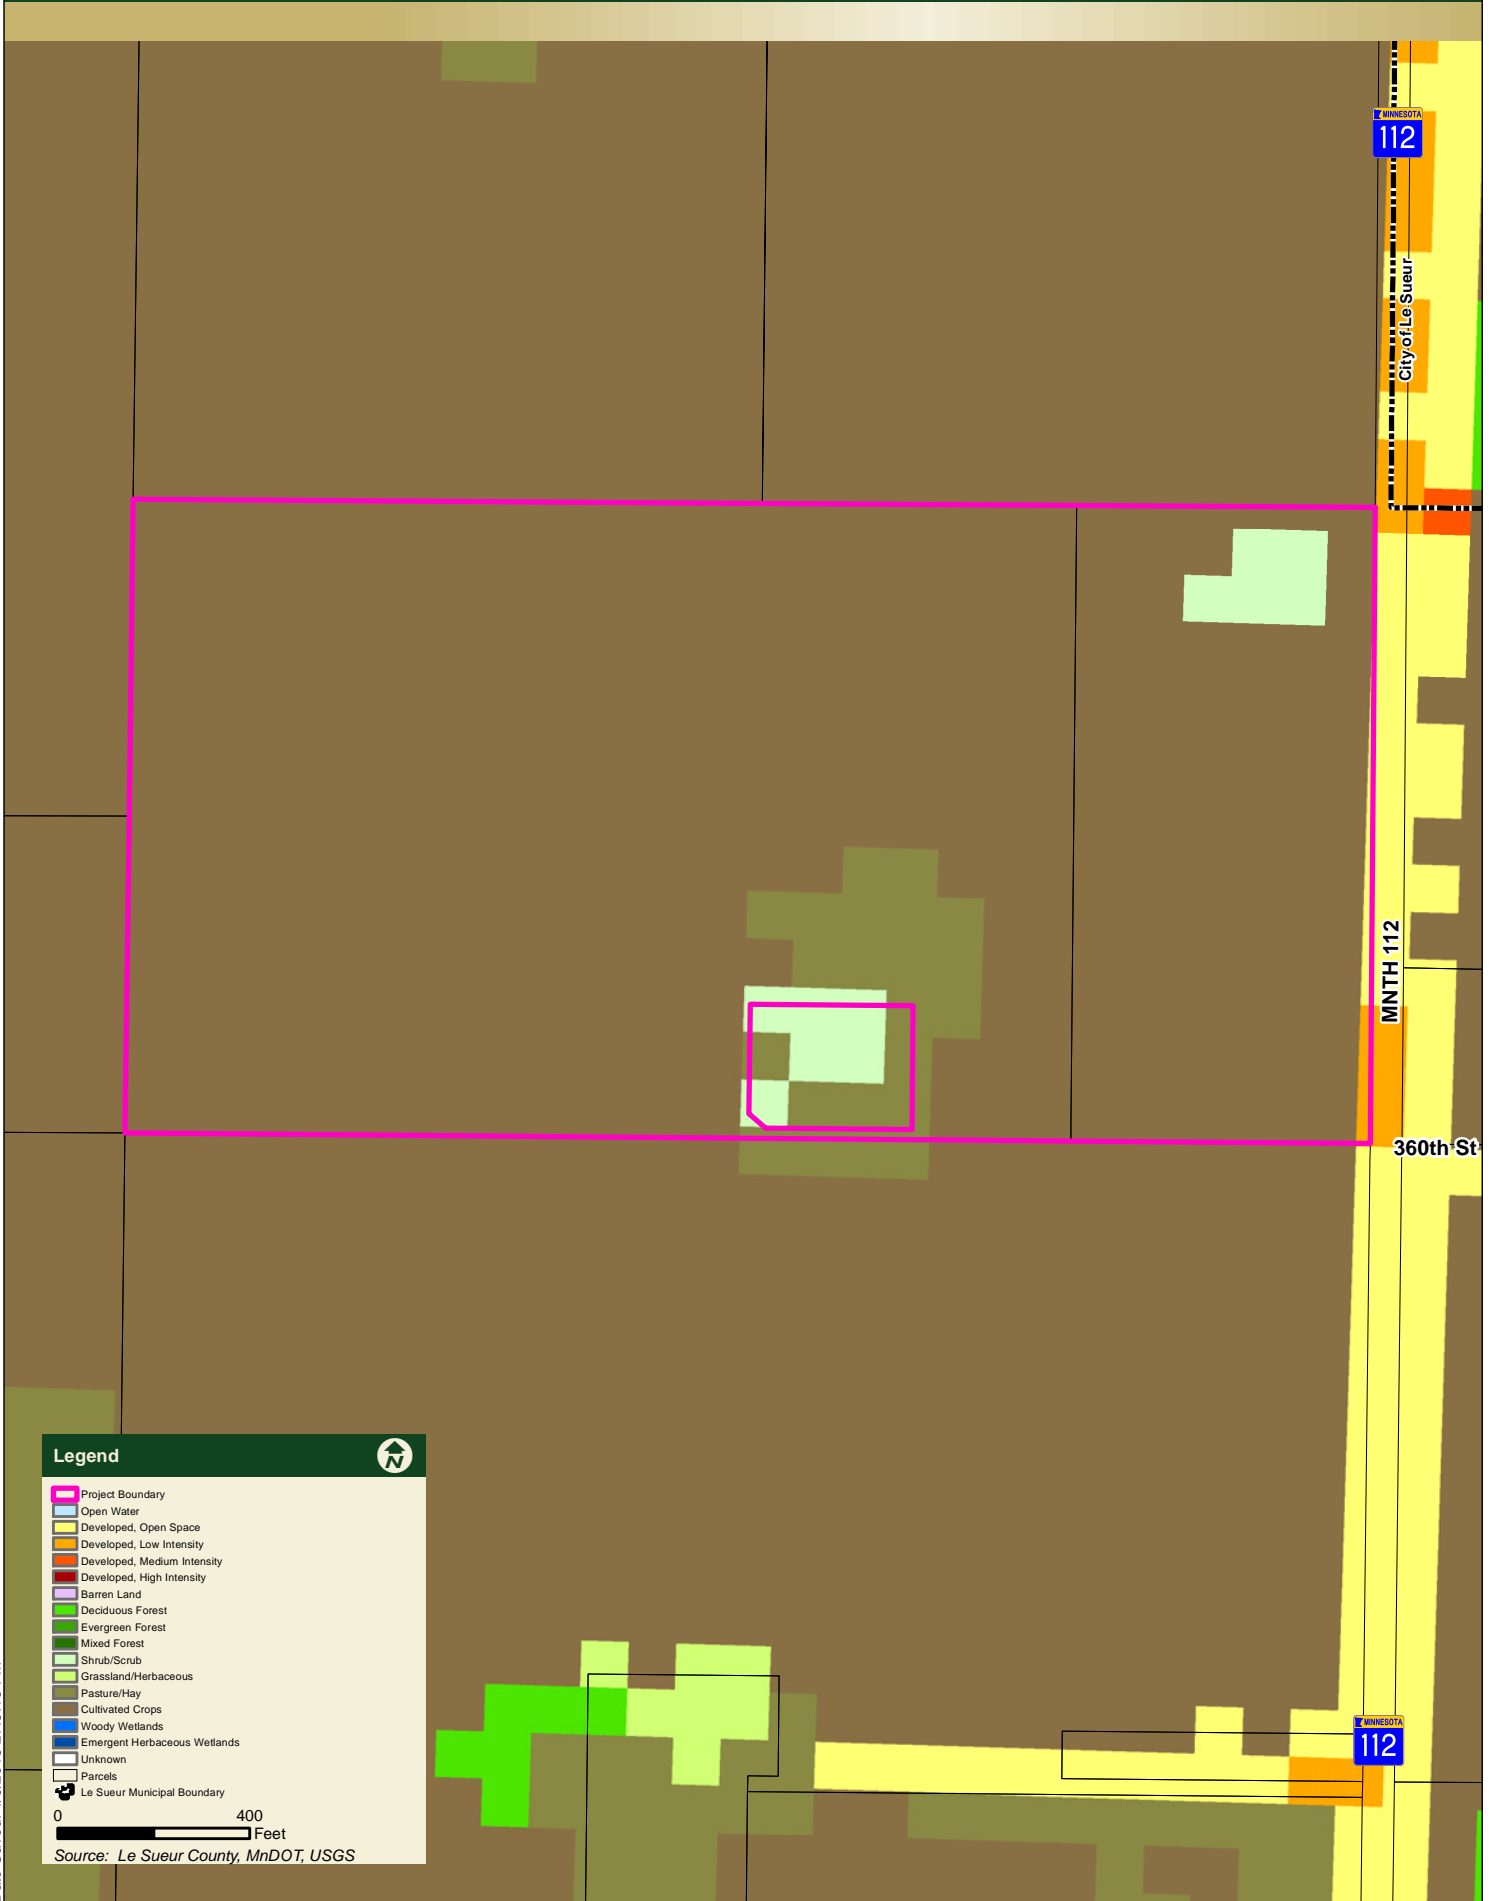 MINNESOTA
112
City of Le Sueur
MNTH 112
360th St
Legend
N
Project Boundary
Open Water
Developed, Open Space
Developed, Low Intensity
Developed, Medium Intensity
Developed, High Intensity
Barren Land
Deciduous Forest
Evergreen Forest
Mixed Forest
Shrub/Scrub
Grassland/Herbaceous
Pasture/Hay
Cultivated Crops
Woody Wetlands
Emergent Herbaceous Wetlands
Unknown
Parcels
Le Sueur Municipal Boundary
0 400
Feet
Source: Le Sueur County, MnDOT, USGS
MINNESOTA
112